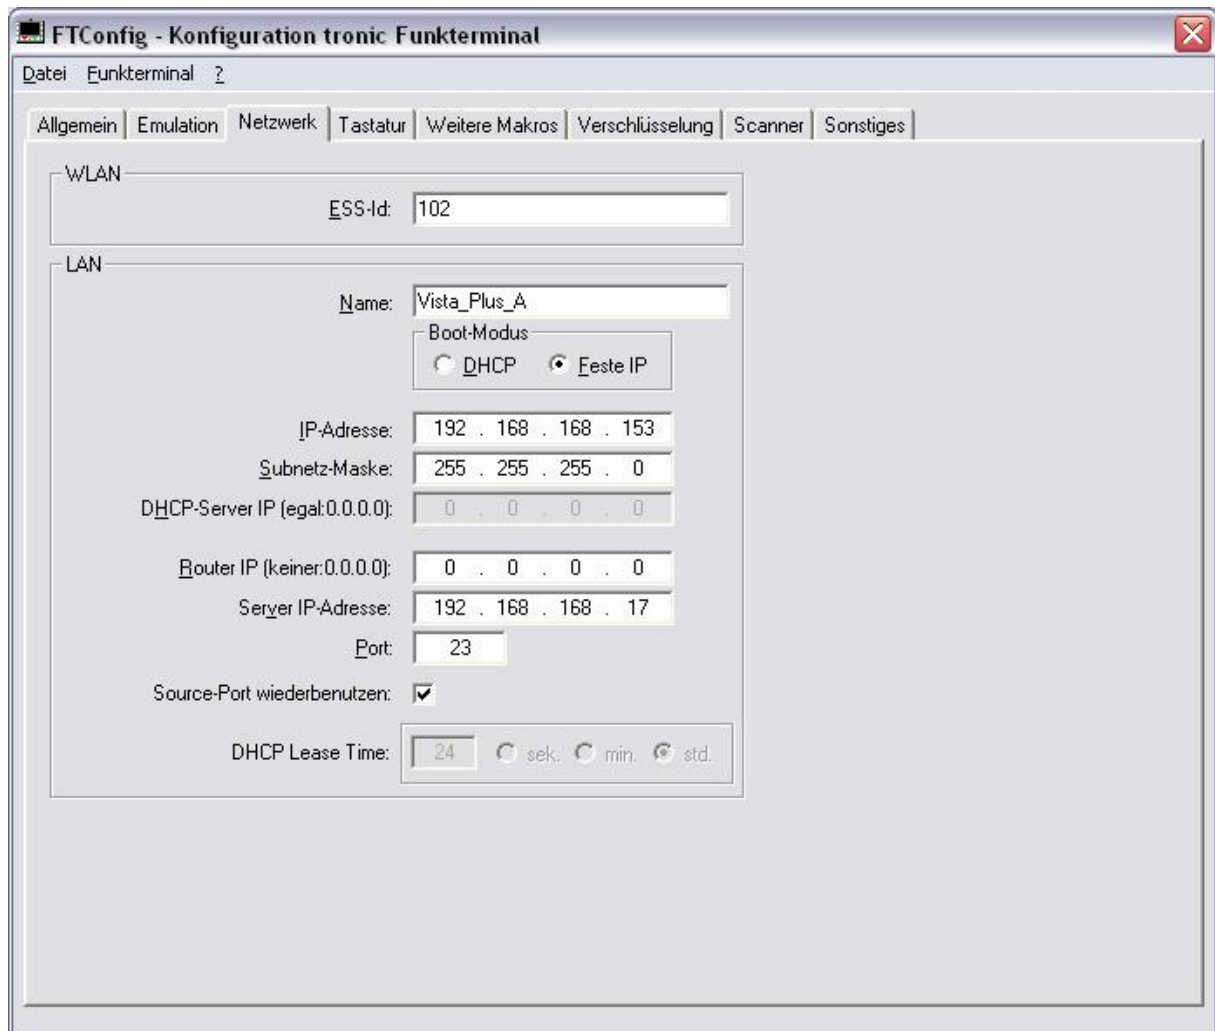 FTConfig - Konfiguration tronic Funkterminal
Datei Funkterminal ?
Allgemein Emulation Netzwerk Tastatur Weitere Makros Verschlüsselung Scanner Sonstiges
WLAN
ESS-Id: 102
LAN
Name: Vista_Plus_A
Boot-Modus
DHCP Feste IP
IP-Adresse: 192 . 168 . 168 . 153
Subnetz-Maske: 255 . 255 . 255 . 0
DHCP-Server IP (egal:0.0.0.0): 0 . 0 . 0 . 0
Router IP (keiner:0.0.0.0): 0 . 0 . 0 . 0
Server IP-Adresse: 192 . 168 . 168 . 17
Port: 23
Source-Port wiederbenutzen:
DHCP Lease Time: 24 sek. min. std.